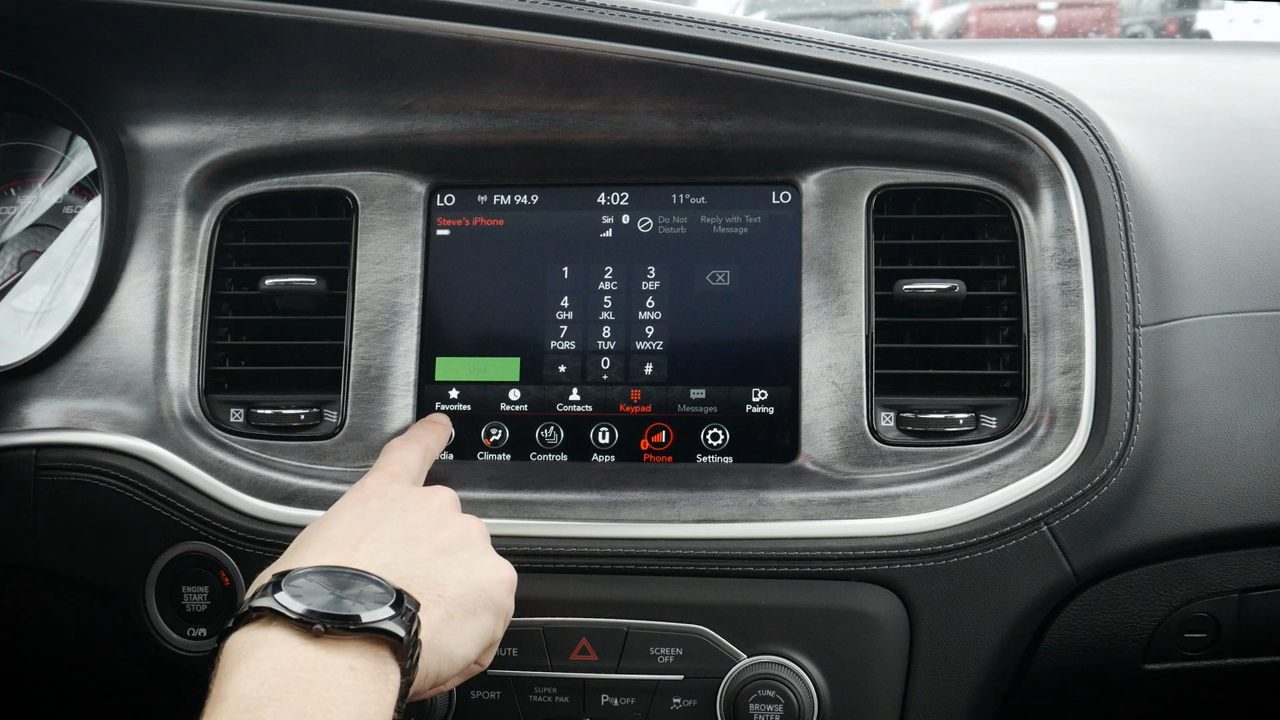 LO FM 94.9 4:02 11°out. LO
Steve's iPhone
Siri
Do Not
Disturb
Reply with Text
Message
1 2 3
ABC DEF
4 5 6
GHI JKL MNO
7 8 9
PQRS TUV WXYZ
* 0 #
+
Favorites Recent Contacts Keypad Messages Pairing
dia Climate Controls Apps Phone Settings
160
ENGINE
START
STOP
UTE
SCREEN
OFF
SPORT
SUPER
TRACK PAK
P OFF
OFF
TUNE
BROWSE
ENTER